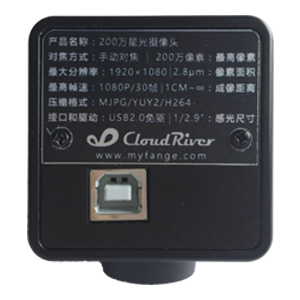 产品名称：200万星光摄像头
对焦方式：手动对焦 | 200万像素：最高像素
最大分辨率：1920×1080 | 2.8μm：像素面积
最高帧速：1080P/30帧 | 1CM~∞：成像距离
压缩格式：MJPG/YUY2/H264
接口和驱动：USB2.0免驱 | 1/2.9"：感光尺寸
CloudRiver
www.myfange.com